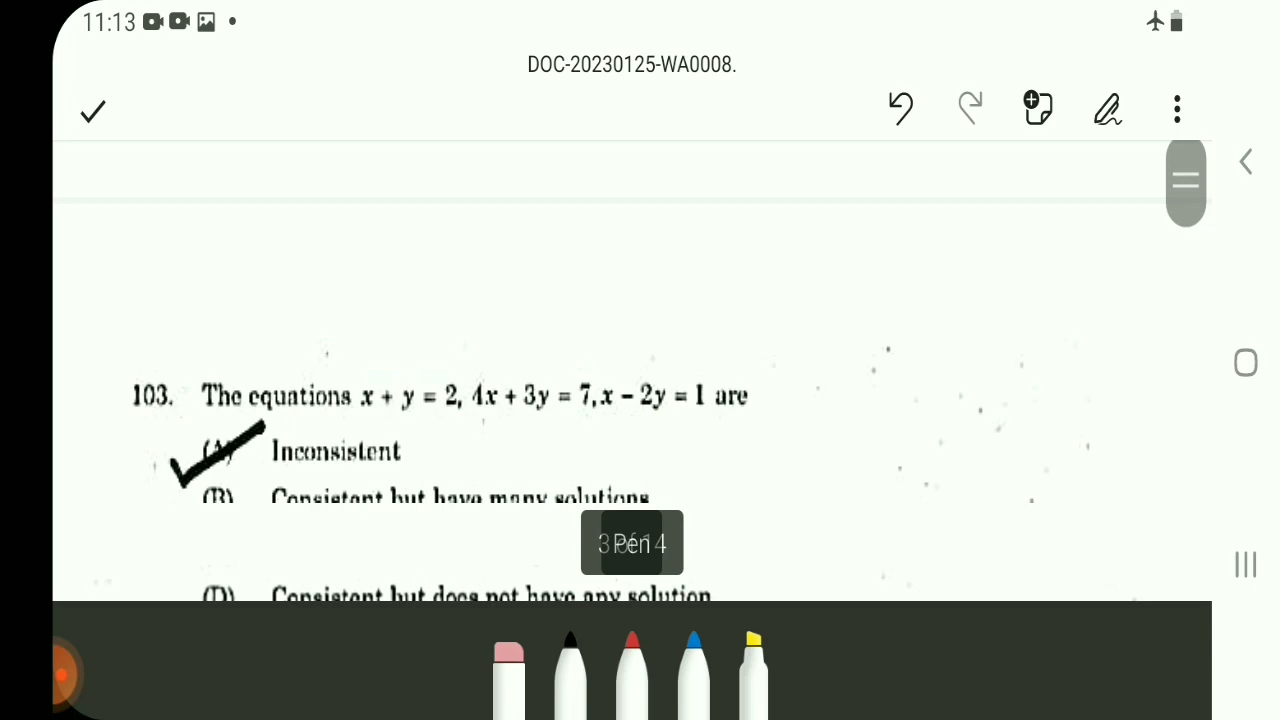 11:13
DOC-20230125-WA0008.
103. The equations x + y = 2, 4x + 3y = 7, x − 2y = 1 are
(A) Inconsistent
(B) Consistent but have many solutions
Pen
(D) Consistent but does not have any solution